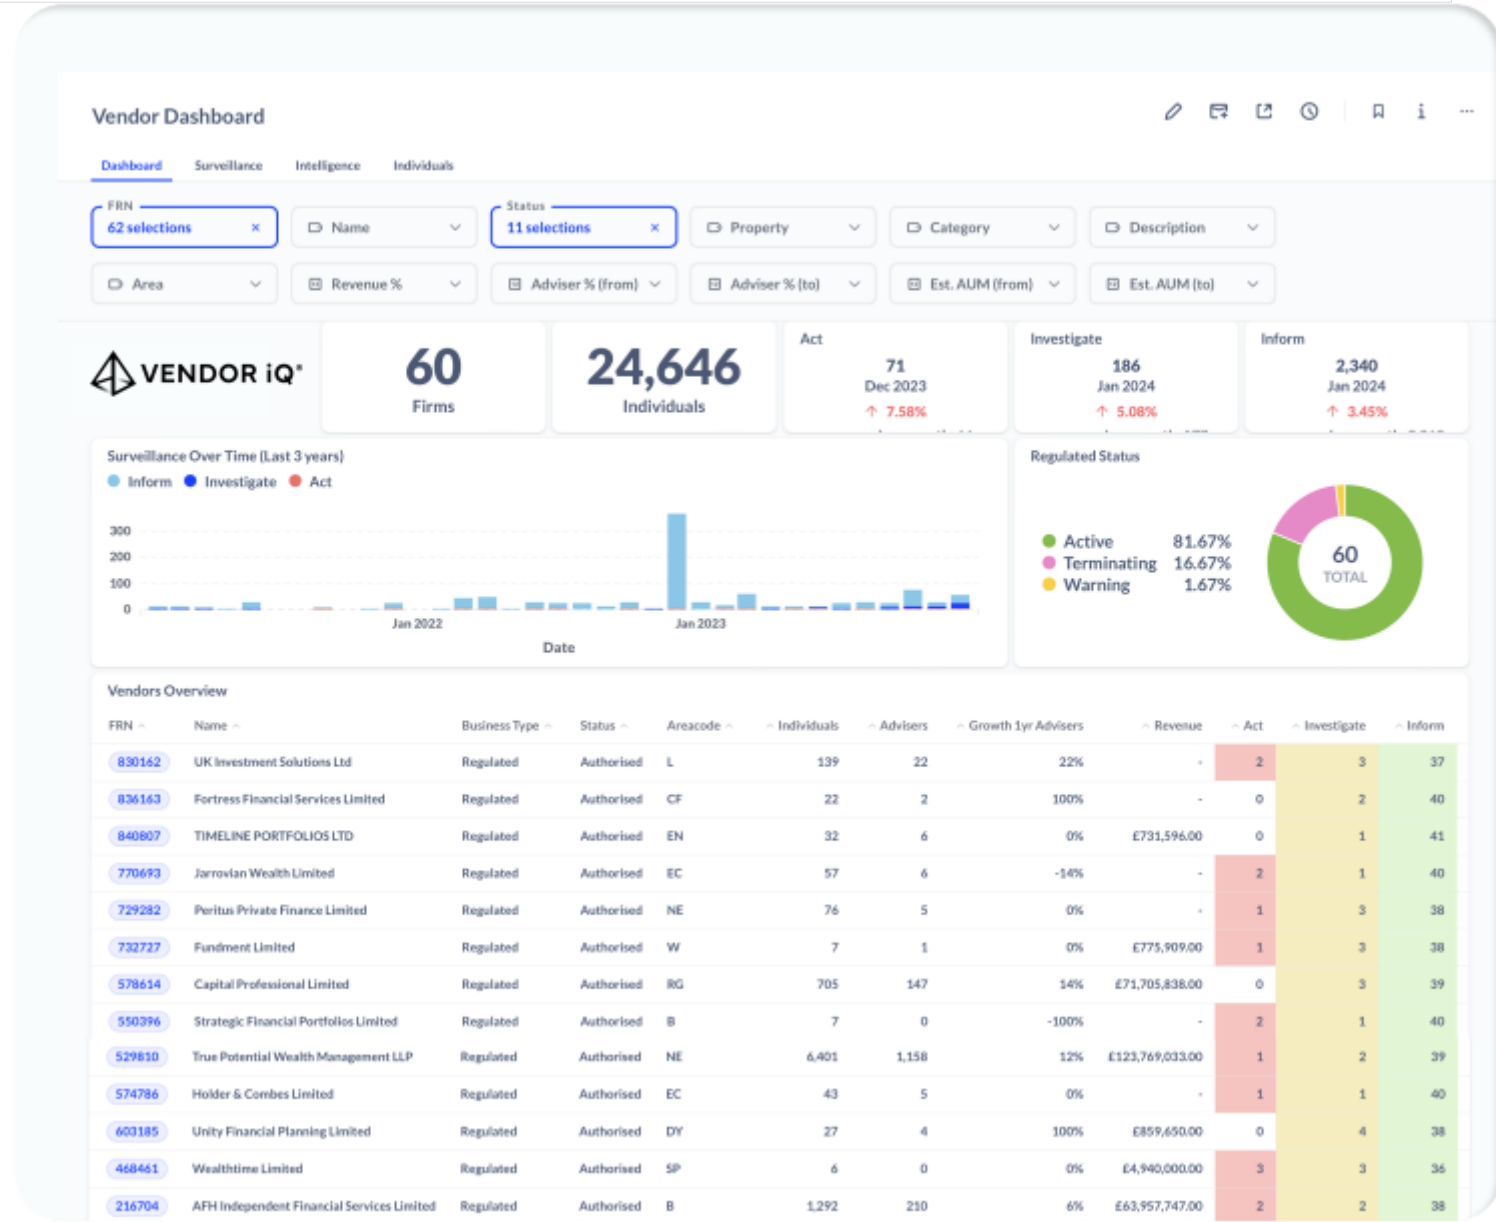 Vendor Dashboard
Dashboard Surveillance Intelligence Individuals
FRN Status
62 selections × Name 11 selections × Property Category Description
Area Revenue % Adviser % (from) Adviser % (to) Est. AUM (from) Est. AUM (to)
VENDOR iQ
60
Firms
24,646
Individuals
Act
71
Dec 2023
↑ 7.58%
Investigate
186
Jan 2024
↑ 5.08%
Inform
2,340
Jan 2024
↑ 3.45%
Surveillance Over Time (Last 3 years)
Inform Investigate Act
300
200
100
0
Jan 2022 Jan 2023
Date
Regulated Status
Active 81.67%
Terminating 16.67%
Warning 1.67%
60
TOTAL
Vendors Overview
FRN Name Business Type Status Areacode Individuals Advisers Growth 1yr Advisers Revenue Act Investigate Inform
830162 UK Investment Solutions Ltd Regulated Authorised L 139 22 22% - 2 3 37
836163 Fortress Financial Services Limited Regulated Authorised CF 22 2 100% - 0 2 40
840807 TIMELINE PORTFOLIOS LTD Regulated Authorised EN 32 6 0% £731,596.00 0 1 41
770693 Jarrovian Wealth Limited Regulated Authorised EC 57 6 -14% - 2 1 40
729282 Peritus Private Finance Limited Regulated Authorised NE 76 5 0% - 1 3 38
732727 Fundment Limited Regulated Authorised W 7 1 0% £775,909.00 1 3 38
578614 Capital Professional Limited Regulated Authorised RG 705 147 14% £71,705,838.00 0 3 39
550396 Strategic Financial Portfolios Limited Regulated Authorised B 7 0 -100% - 2 1 40
529810 True Potential Wealth Management LLP Regulated Authorised NE 6,401 1,158 12% £123,769,033.00 1 2 39
574786 Holder & Combes Limited Regulated Authorised EC 43 5 0% - 1 1 40
603185 Unity Financial Planning Limited Regulated Authorised DY 27 4 100% £859,650.00 0 4 38
468461 Wealthtime Limited Regulated Authorised SP 6 0 0% £4,940,000.00 3 3 36
216704 AFH Independent Financial Services Limited Regulated Authorised B 1,292 210 6% £63,957,747.00 2 2 38